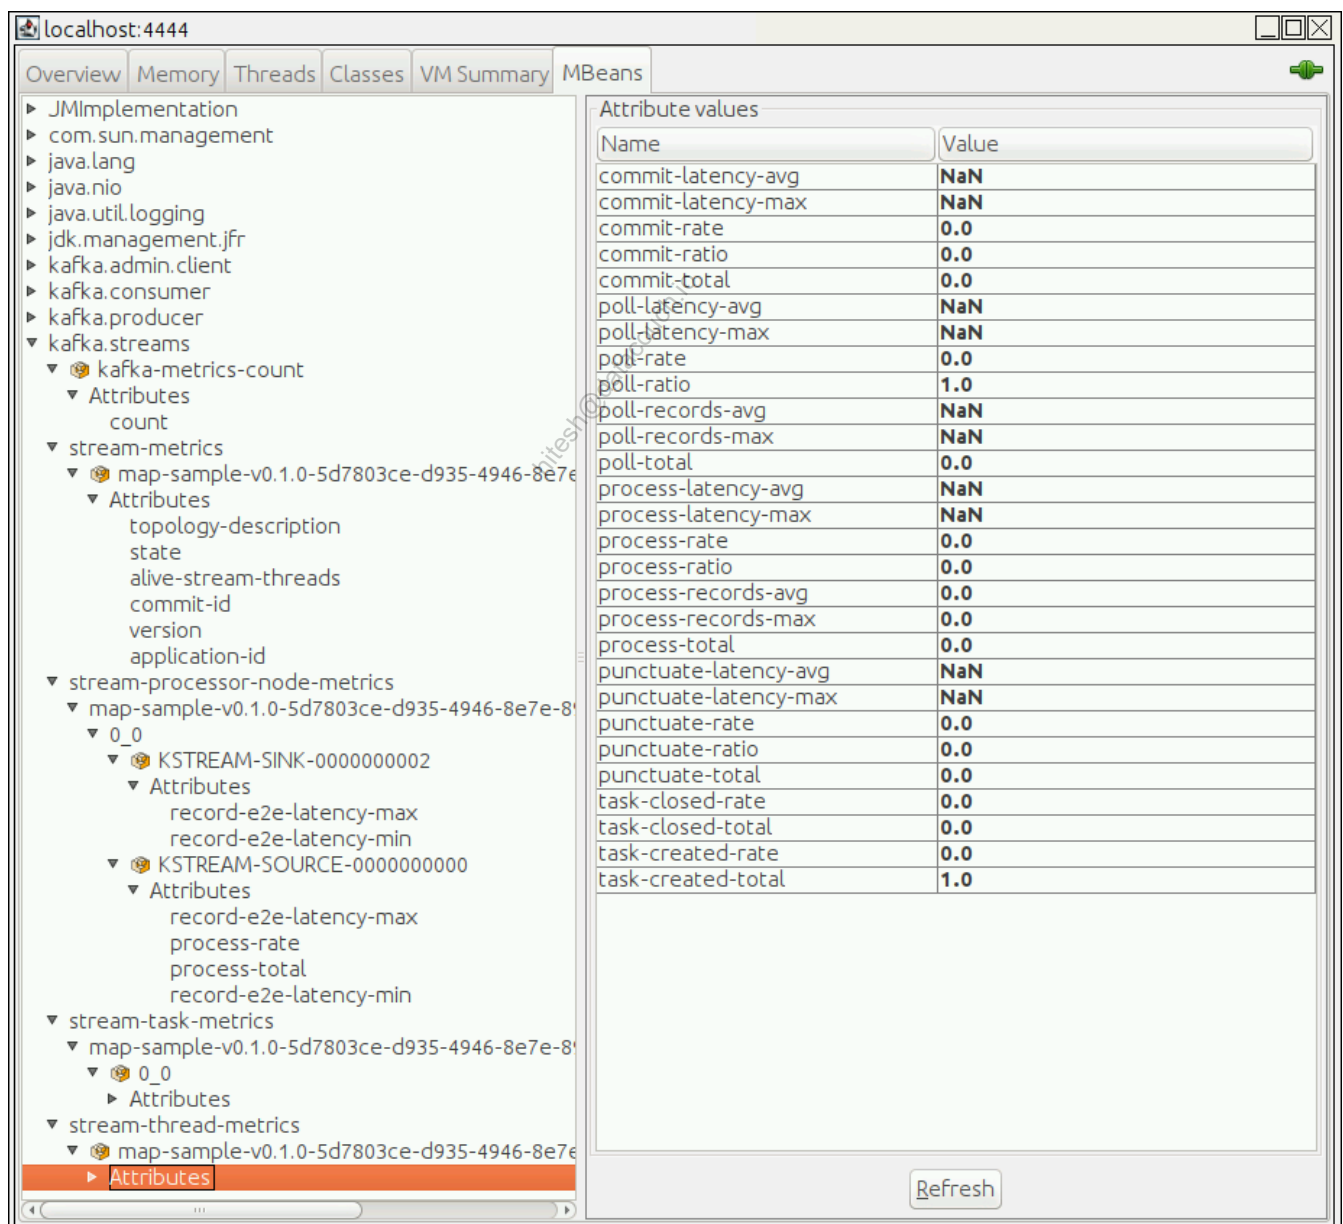 localhost:4444
Overview Memory Threads Classes VM Summary MBeans
JMImplementation
com.sun.management
java.lang
java.nio
java.util.logging
jdk.management.jfr
kafka.admin.client
kafka.consumer
kafka.producer
kafka.streams
kafka-metrics-count
Attributes
count
stream-metrics
map-sample-v0.1.0-5d7803ce-d935-4946-8e7e
Attributes
topology-description
state
alive-stream-threads
commit-id
version
application-id
stream-processor-node-metrics
map-sample-v0.1.0-5d7803ce-d935-4946-8e7e-89
0_0
KSTREAM-SINK-0000000002
Attributes
record-e2e-latency-max
record-e2e-latency-min
KSTREAM-SOURCE-0000000000
Attributes
record-e2e-latency-max
process-rate
process-total
record-e2e-latency-min
stream-task-metrics
map-sample-v0.1.0-5d7803ce-d935-4946-8e7e-89
0_0
Attributes
stream-thread-metrics
map-sample-v0.1.0-5d7803ce-d935-4946-8e7e
Attributes
Attribute values
Name Value
commit-latency-avg NaN
commit-latency-max NaN
commit-rate 0.0
commit-ratio 0.0
commit-total 0.0
poll-latency-avg NaN
poll-latency-max NaN
poll-rate 0.0
poll-ratio 1.0
poll-records-avg NaN
poll-records-max NaN
poll-total 0.0
process-latency-avg NaN
process-latency-max NaN
process-rate 0.0
process-ratio 0.0
process-records-avg 0.0
process-records-max 0.0
process-total 0.0
punctuate-latency-avg NaN
punctuate-latency-max NaN
punctuate-rate 0.0
punctuate-ratio 0.0
punctuate-total 0.0
task-closed-rate 0.0
task-closed-total 0.0
task-created-rate 0.0
task-created-total 1.0
Refresh